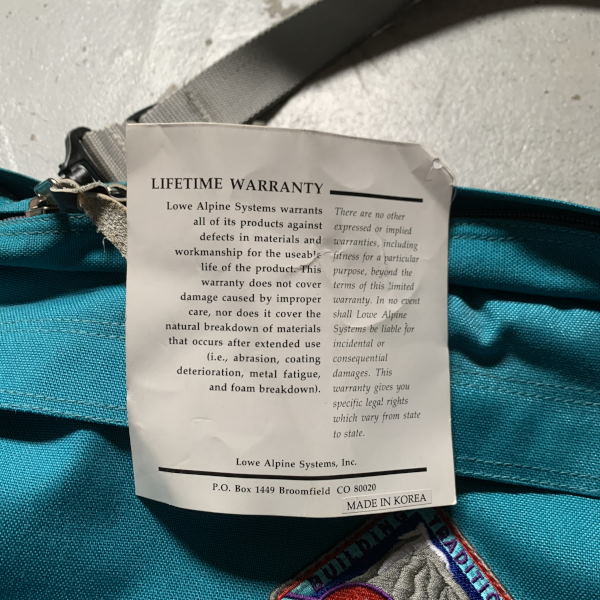 LIFETIME WARRANTY
Lowe Alpine Systems warrants
all of its products against
defects in materials and
workmanship for the useable
life of the product. This
warranty does not cover
damage caused by improper
care, nor does it cover the
natural breakdown of materials
that occurs after extended use
(i.e., abrasion, coating
deterioration, metal fatigue,
and foam breakdown).
There are no other
expressed or implied
warranties, including
fitness for a particular
purpose, beyond the
terms of this limited
warranty. In no event
shall Lowe Alpine
Systems be liable for
incidental or
consequential
damages. This
warranty gives you
specific legal rights
which vary from state
to state.
Lowe Alpine Systems, Inc.
P.O. Box 1449 Broomfield CO 80020
MADE IN KOREA
BUILDING
TRADITIO